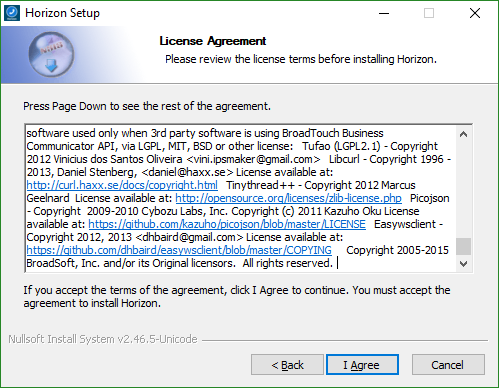 Horizon Setup
License Agreement
Please review the license terms before installing Horizon.
Press Page Down to see the rest of the agreement.
software used only when 3rd party software is using BroadTouch Business
Communicator API, via LGPL, MIT, BSD or other license:   Tufao (LGPL2.1) - Copyright
2012 Vinicius dos Santos Oliveira <vini.ipsmaker@gmail.com>   Libcurl - Copyright 1996 -
2013, Daniel Stenberg, <daniel@haxx.se> License available at:
http://curl.haxx.se/docs/copyright.html   Tinythread++ - Copyright 2012 Marcus
Geelnard  License available at: http://opensource.org/licenses/zlib-license.php   Picojson
- Copyright  2009-2010 Cybozu Labs, Inc. Copyright (c) 2011 Kazuho Oku License
available at: https://github.com/kazuho/picojson/blob/master/LICENSE   Easywsclient -
Copyright 2012, 2013 <dhbaird@gmail.com> License available at:
https://github.com/dhbaird/easywsclient/blob/master/COPYING    Copyright 2005-2015
BroadSoft, Inc. and/or its Original licensors.  All rights reserved.
If you accept the terms of the agreement, click I Agree to continue. You must accept the
agreement to install Horizon.
Nullsoft Install System v2.46.5-Unicode
< Back
I Agree
Cancel